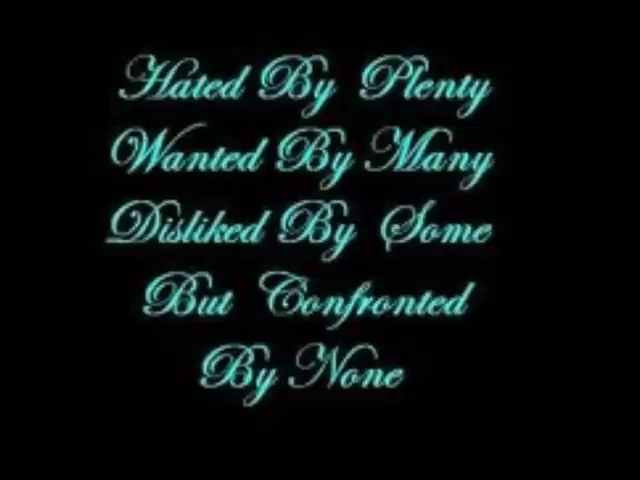 Hated By Plenty
Wanted By Many
Disliked By Some
But Confronted
By None